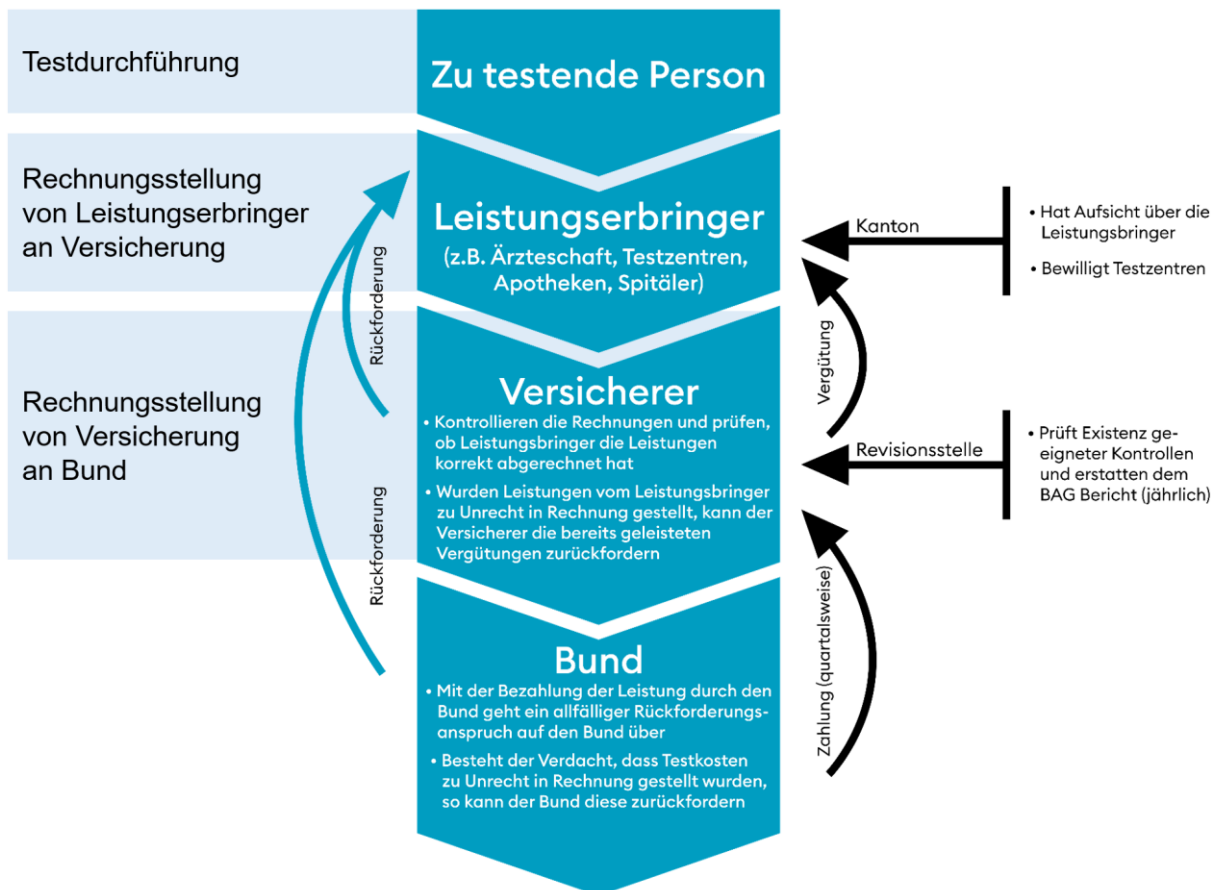 Testdurchführung
Zu testende Person
Rechnungsstellung
von Leistungserbringer
an Versicherung
Leistungserbringer
(z.B. Ärzteschaft, Testzentren,
Apotheken, Spitäler)
Rückforderung
Kanton
• Hat Aufsicht über die
Leistungsbringer
• Bewilligt Testzentren
Vergütung
Rechnungsstellung
von Versicherung
an Bund
Versicherer
• Kontrollieren die Rechnungen und prüfen,
ob Leistungsbringer die Leistungen
korrekt abgerechnet hat
• Wurden Leistungen vom Leistungsbringer
zu Unrecht in Rechnung gestellt, kann der
Versicherer die bereits geleisteten
Vergütungen zurückfordern
Rückforderung
Revisionsstelle
• Prüft Existenz ge-
eigneter Kontrollen
und erstatten dem
BAG Bericht (jährlich)
Zahlung (quartalsweise)
Bund
• Mit der Bezahlung der Leistung durch den
Bund geht ein allfälliger Rückforderungs-
anspruch auf den Bund über
• Besteht der Verdacht, dass Testkosten
zu Unrecht in Rechnung gestellt wurden,
so kann der Bund diese zurückfordern